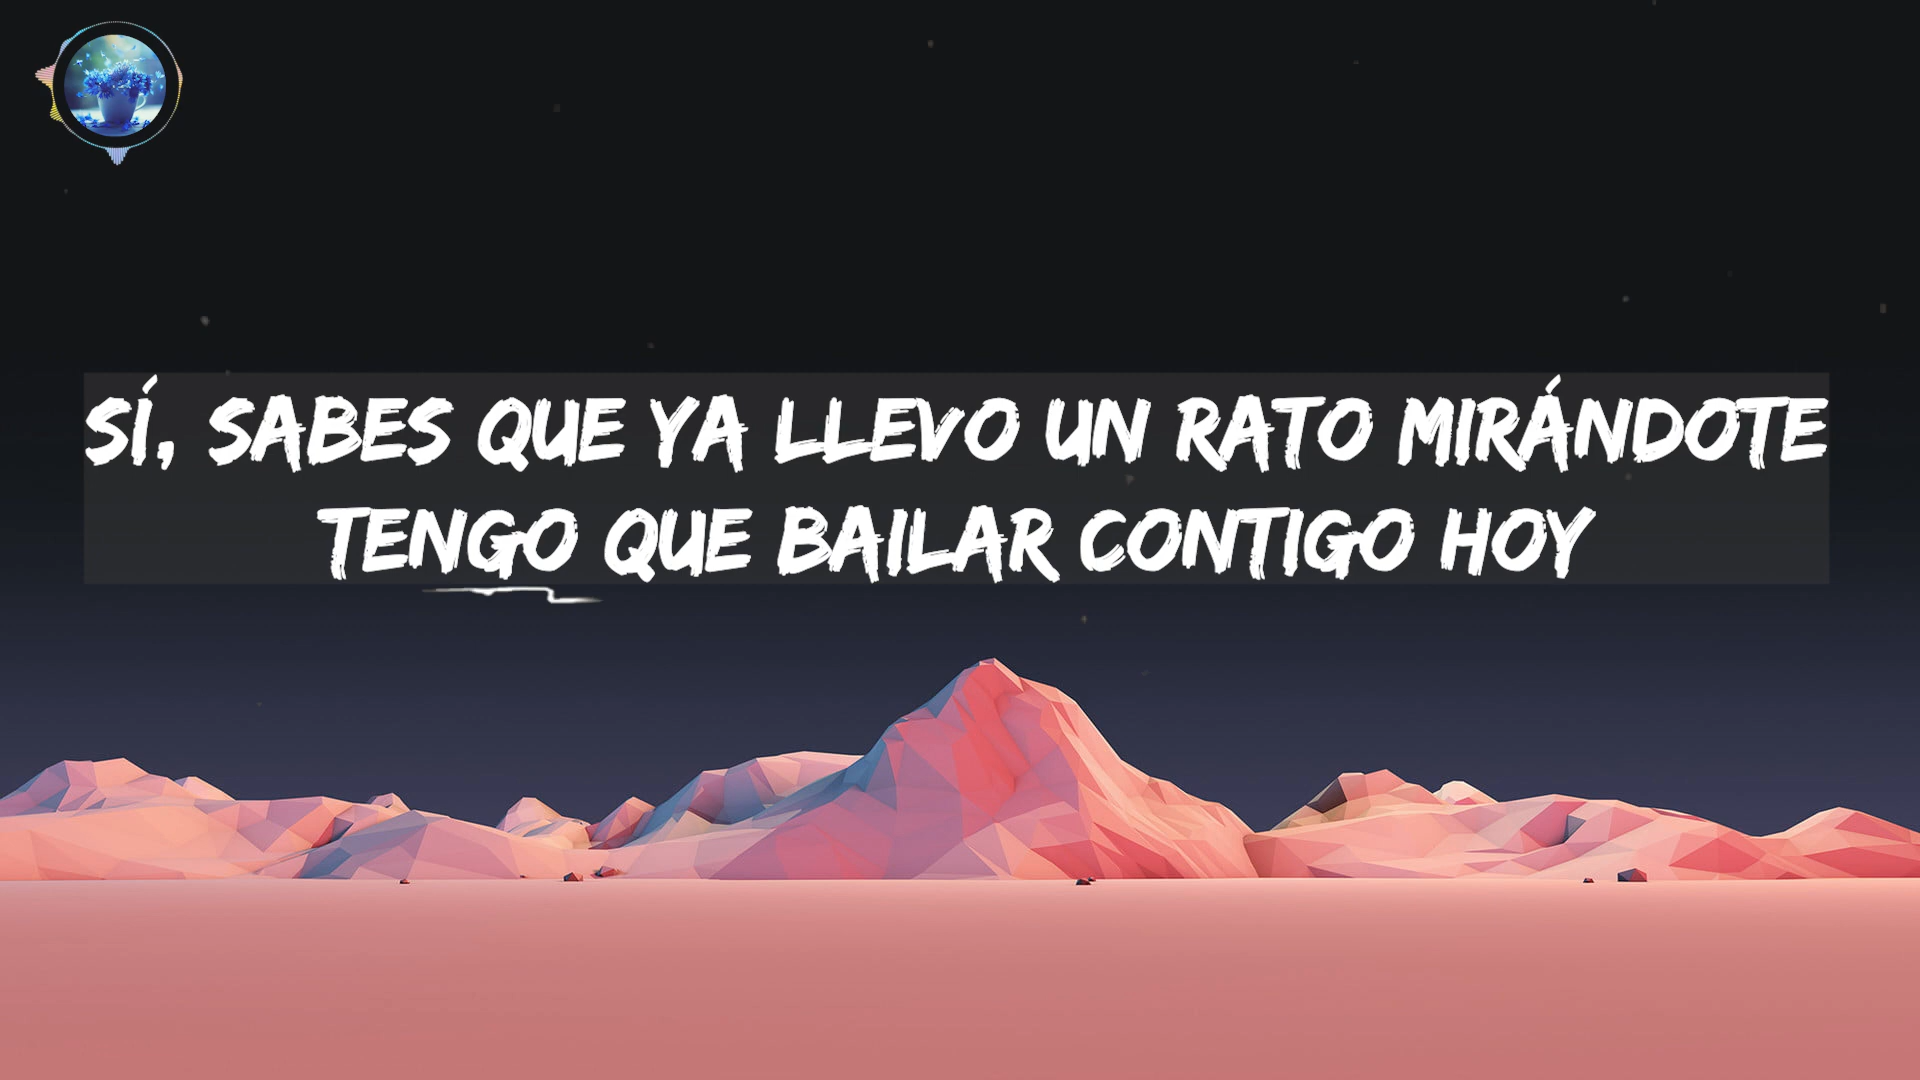 SÍ, SABES QUE YA LLEVO UN RATO MIRÁNDOTE
TENGO QUE BAILAR CONTIGO HOY